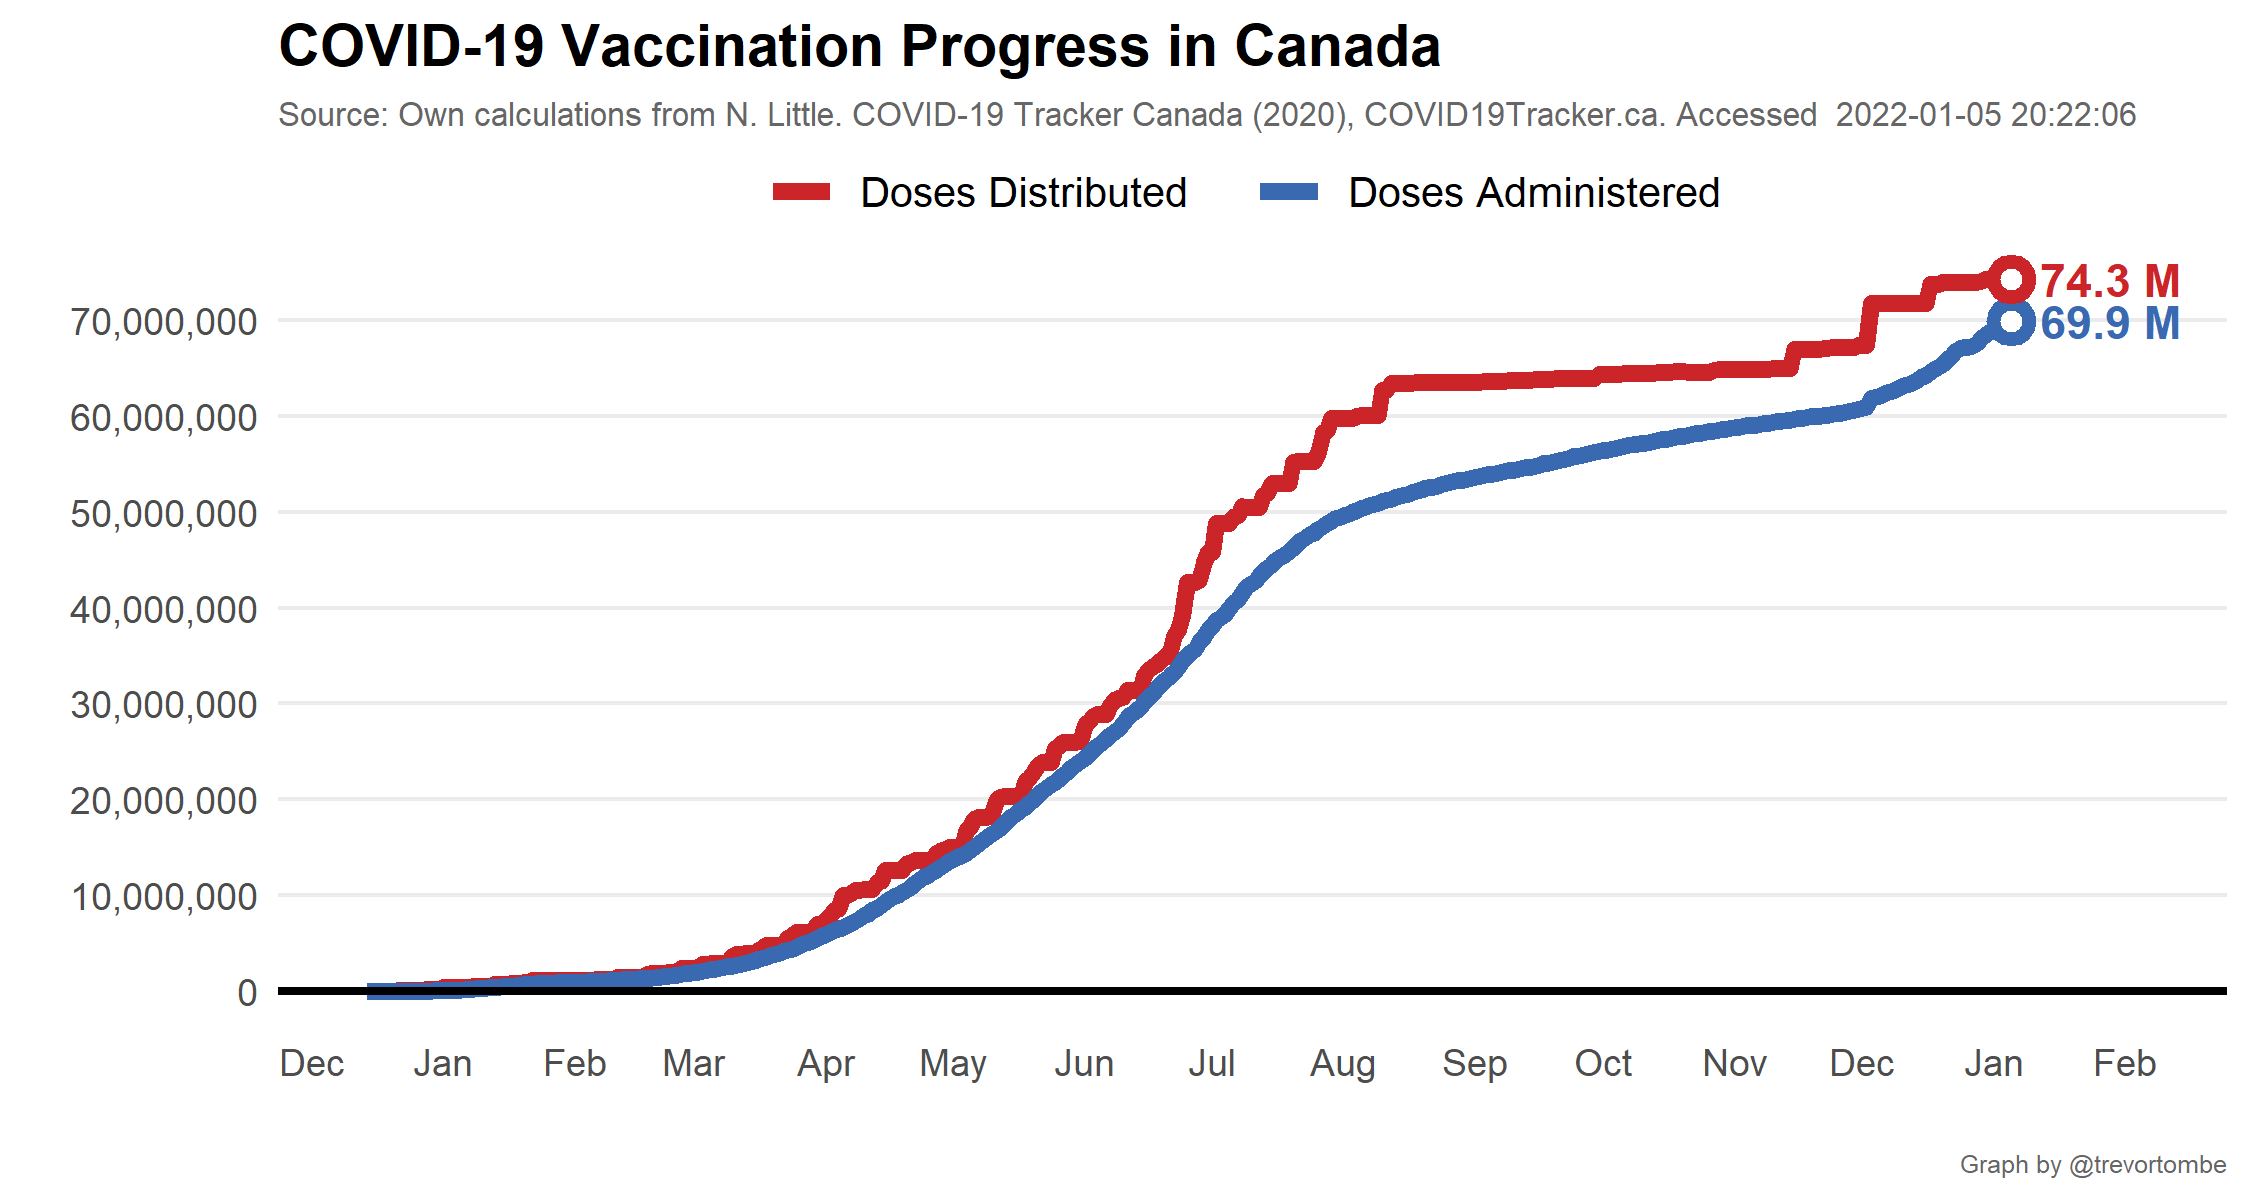 COVID-19 Vaccination Progress in Canada
Source: Own calculations from N. Little. COVID-19 Tracker Canada (2020), COVID19Tracker.ca. Accessed  2022-01-05 20:22:06
Doses Distributed Doses Administered
74.3 M
69.9 M
70,000,000
60,000,000
50,000,000
40,000,000
30,000,000
20,000,000
10,000,000
0
Dec Jan Feb Mar Apr May Jun Jul Aug Sep Oct Nov Dec Jan Feb
Graph by @trevortombe